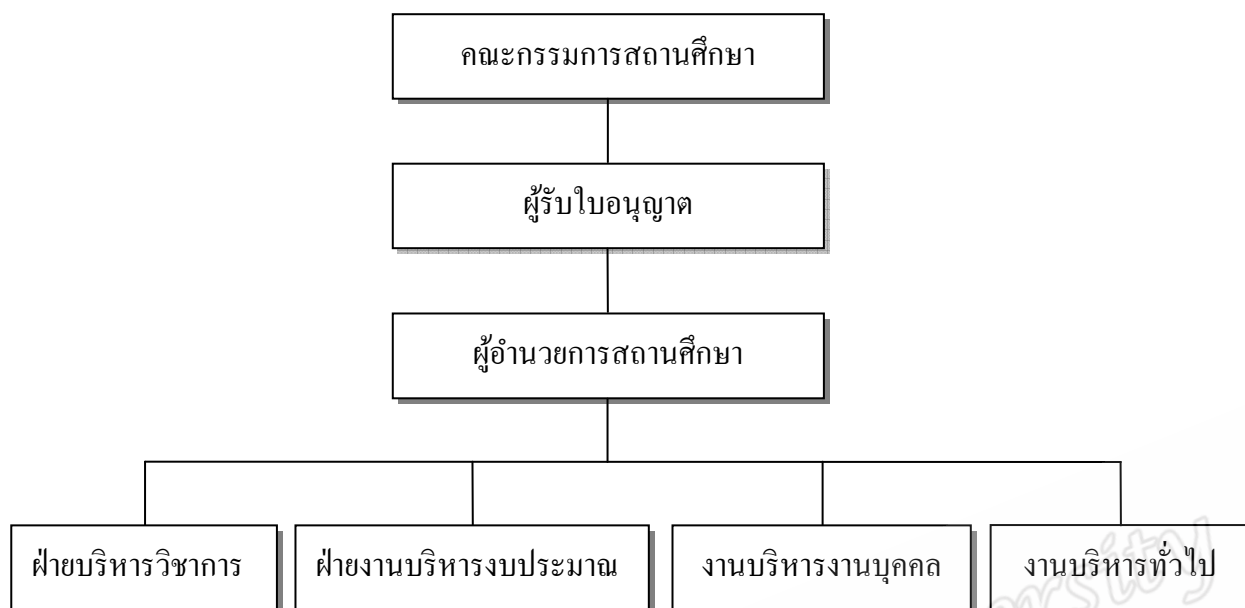 คณะกรรมการสถานศึกษา
ผู้รับใบอนุญาต
ผู้อำนวยการสถานศึกษา
ฝ่ายบริหารวิชาการ
ฝ่ายงานบริหารงบประมาณ
งานบริหารงานบุคคล
งานบริหารทั่วไป